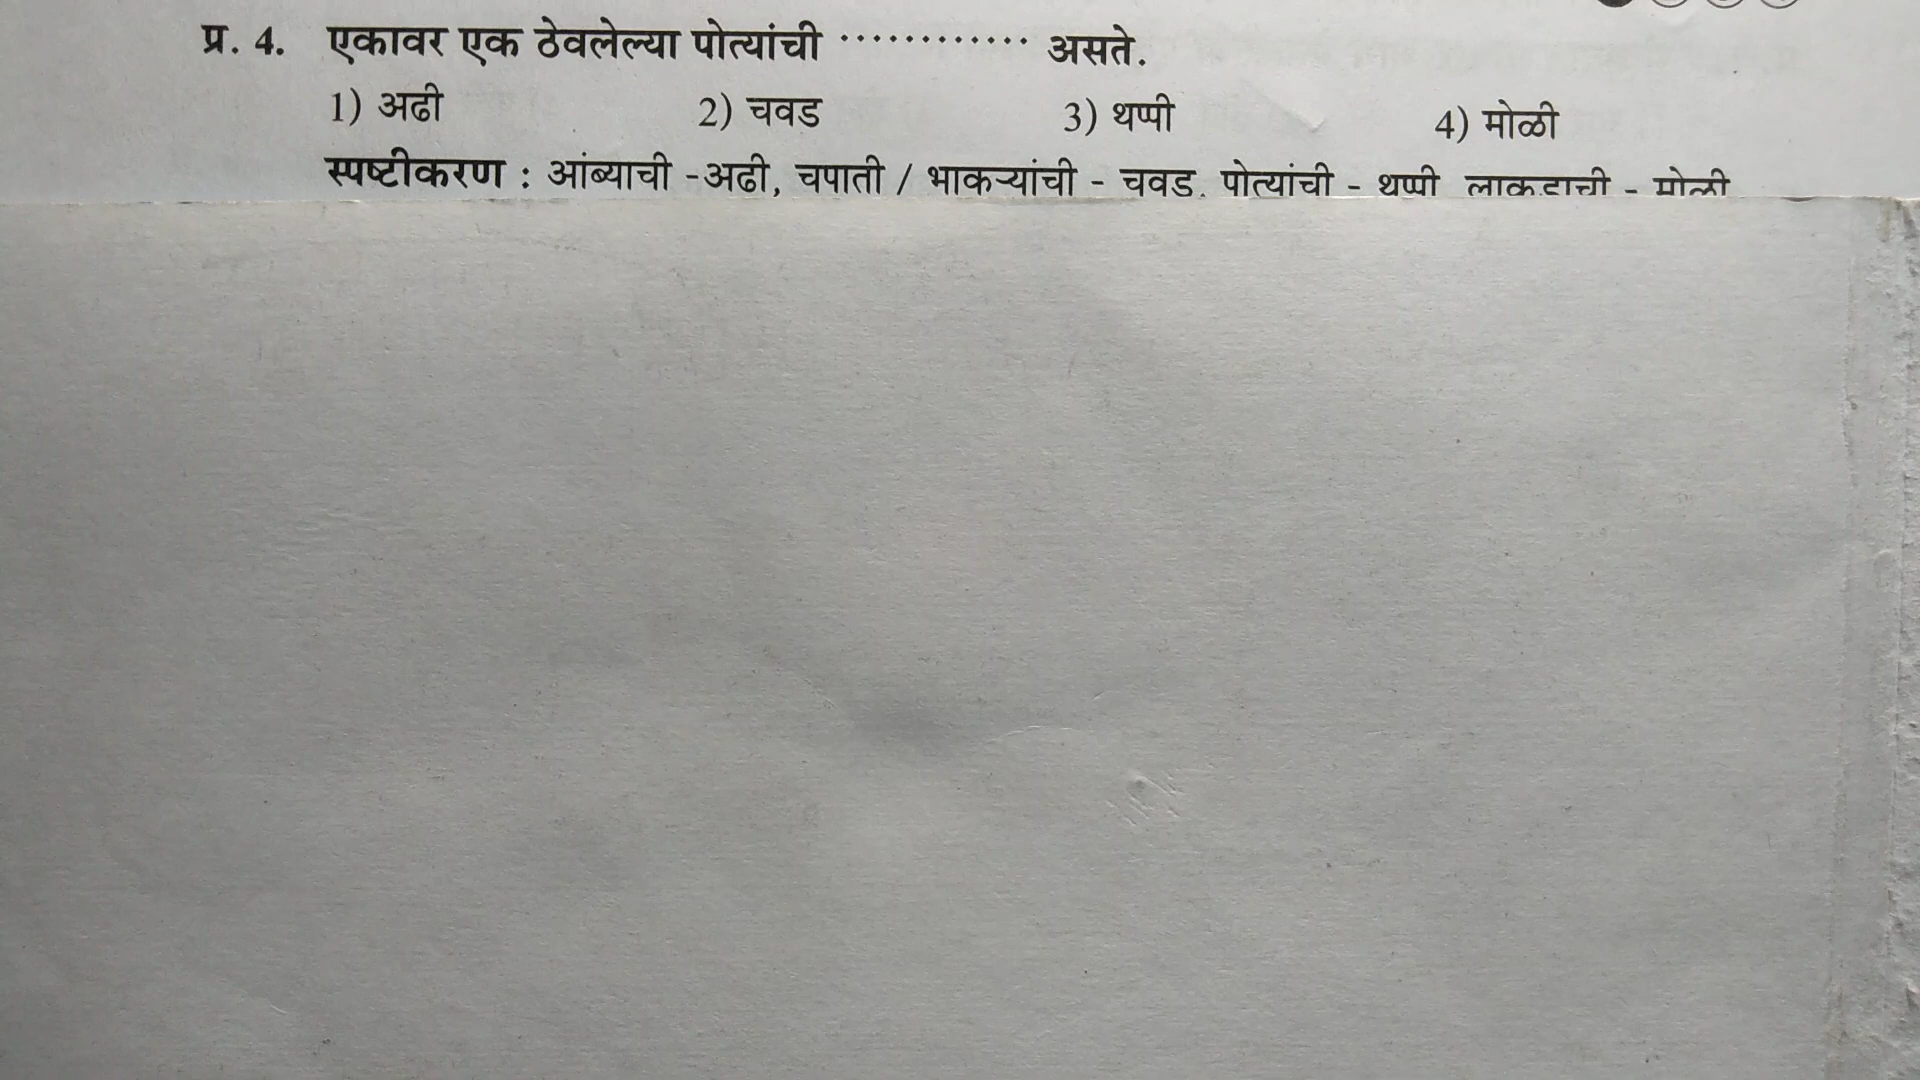 प्र. 4. एकावर एक ठेवलेल्या पोत्यांची ............ असते.
1) अढी 2) चवड 3) थप्पी 4) मोळी
स्पष्टीकरण : आंब्याची -अढी, चपाती / भाकऱ्यांची - चवड, पोत्यांची - थप्पी लाकडाची - मोळी